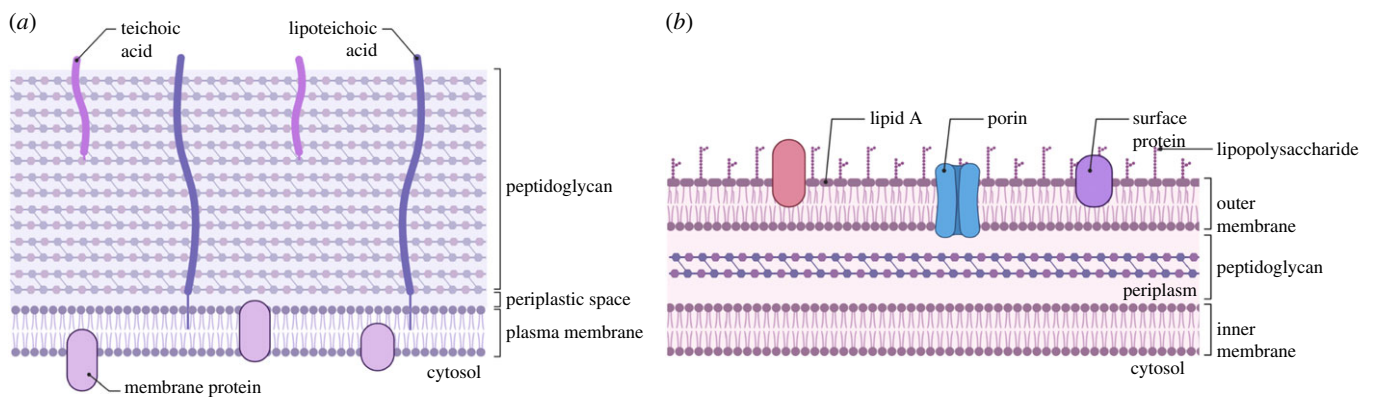 (a)
teichoic
acid
lipoteichoic
acid
peptidoglycan
periplastic space
plasma membrane
cytosol
membrane protein
(b)
lipid A
porin
surface
protein
lipopolysaccharide
outer
membrane
peptidoglycan
periplasm
inner
membrane
cytosol